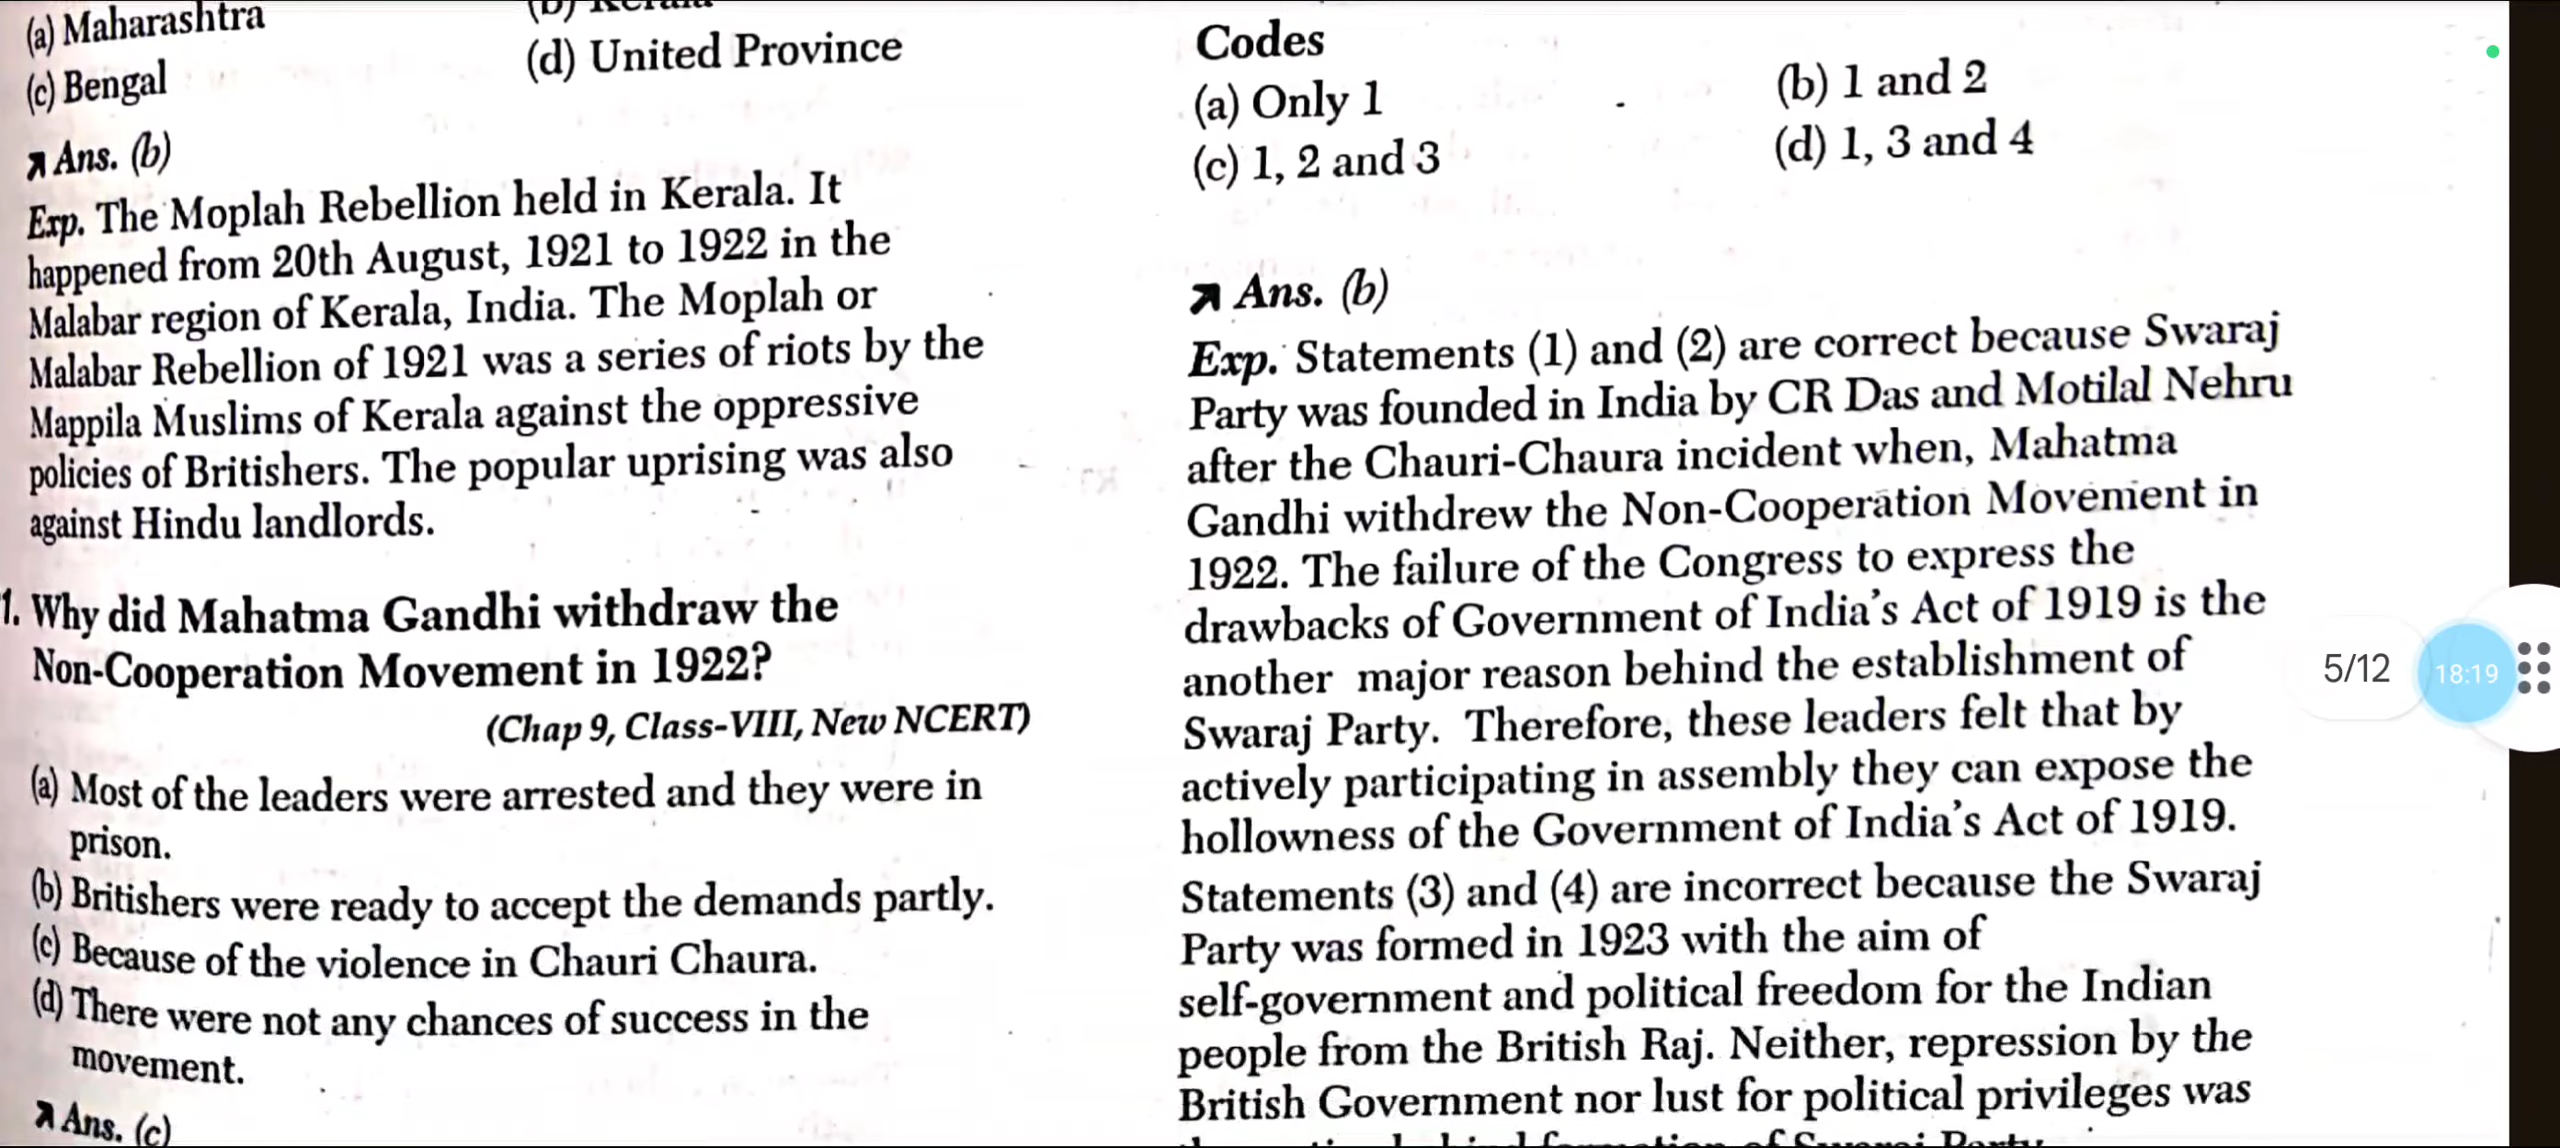 (a) Maharashtra
(b) Kerala
(c) Bengal
(d) United Province
Ans. (b)
Exp. The Moplah Rebellion held in Kerala. It
happened from 20th August, 1921 to 1922 in the
Malabar region of Kerala, India. The Moplah or
Malabar Rebellion of 1921 was a series of riots by the
Mappila Muslims of Kerala against the oppressive
policies of Britishers. The popular uprising was also
against Hindu landlords.
1. Why did Mahatma Gandhi withdraw the
Non-Cooperation Movement in 1922?
(Chap 9, Class-VIII, New NCERT)
(a) Most of the leaders were arrested and they were in
prison.
(b) Britishers were ready to accept the demands partly.
(c) Because of the violence in Chauri Chaura.
(d) There were not any chances of success in the
movement.
Ans. (c)
Codes
(a) Only 1
(b) 1 and 2
(c) 1, 2 and 3
(d) 1, 3 and 4
Ans. (b)
Exp. Statements (1) and (2) are correct because Swaraj
Party was founded in India by CR Das and Motilal Nehru
after the Chauri-Chaura incident when, Mahatma
Gandhi withdrew the Non-Cooperation Movement in
1922. The failure of the Congress to express the
drawbacks of Government of India's Act of 1919 is the
another major reason behind the establishment of
Swaraj Party. Therefore, these leaders felt that by
actively participating in assembly they can expose the
hollowness of the Government of India's Act of 1919.
Statements (3) and (4) are incorrect because the Swaraj
Party was formed in 1923 with the aim of
self-government and political freedom for the Indian
people from the British Raj. Neither, repression by the
British Government nor lust for political privileges was
of Swaraj Party.
5/12
18:19